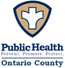 Public Health
Prevent. Promote. Protect.
Ontario County